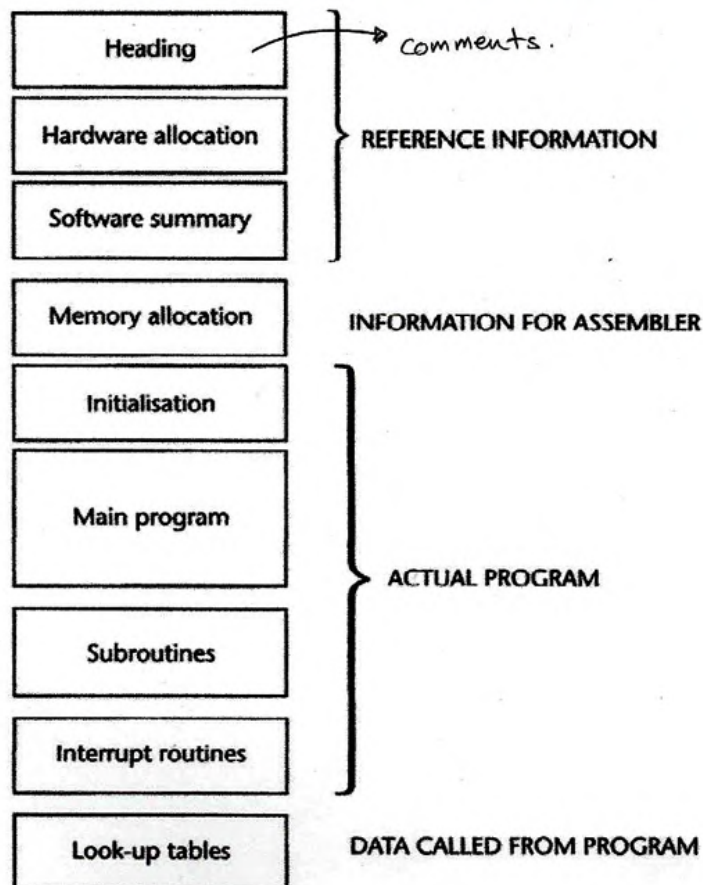 Heading
comments.
Hardware allocation
REFERENCE INFORMATION
Software summary
Memory allocation
INFORMATION FOR ASSEMBLER
Initialisation
Main program
ACTUAL PROGRAM
Subroutines
Interrupt routines
Look-up tables
DATA CALLED FROM PROGRAM